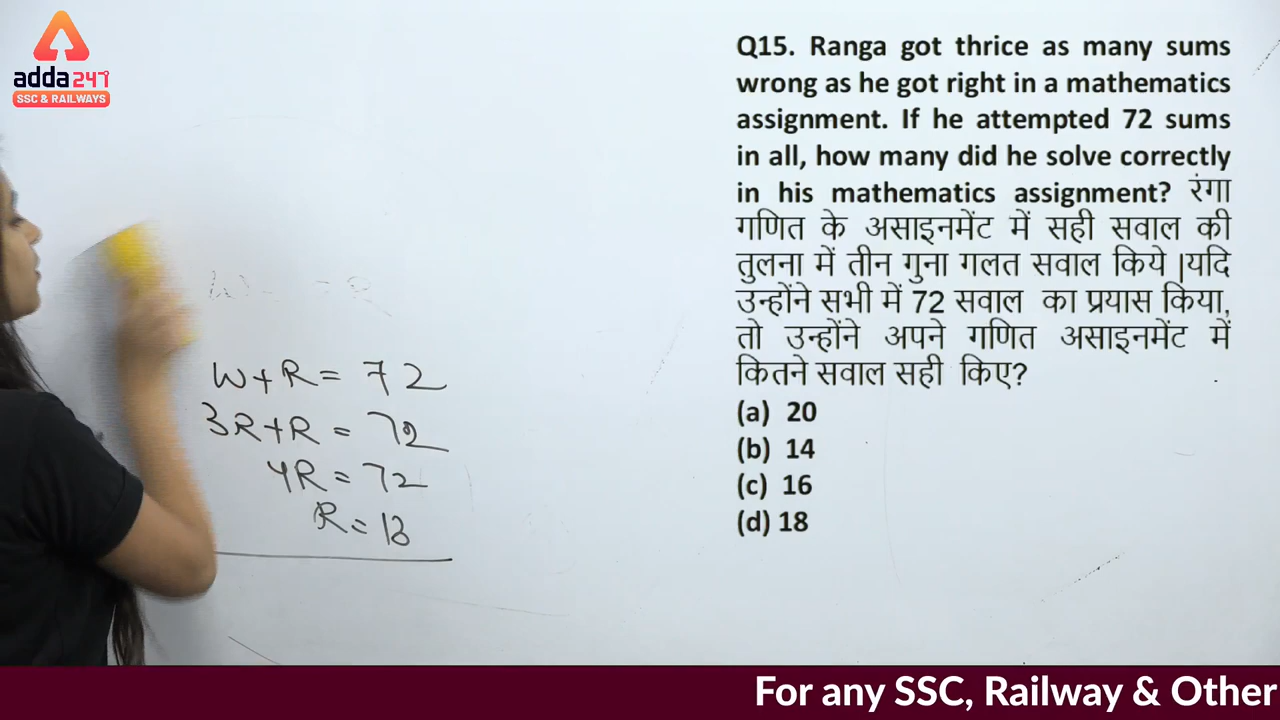 adda247
SSC & RAILWAYS
W+R= 72
3R+R = 72
4R= 72
R= 18
Q15. Ranga got thrice as many sums
wrong as he got right in a mathematics
assignment. If he attempted 72 sums
in all, how many did he solve correctly
in his mathematics assignment? रंगा
गणित के असाइनमेंट में सही सवाल की
तुलना में तीन गुना गलत सवाल किये |यदि
उन्होंने सभी में 72 सवाल का प्रयास किया,
तो उन्होंने अपने गणित असाइनमेंट में
कितने सवाल सही किए?
(a) 20
(b) 14
(c) 16
(d) 18
For any SSC, Railway & Other